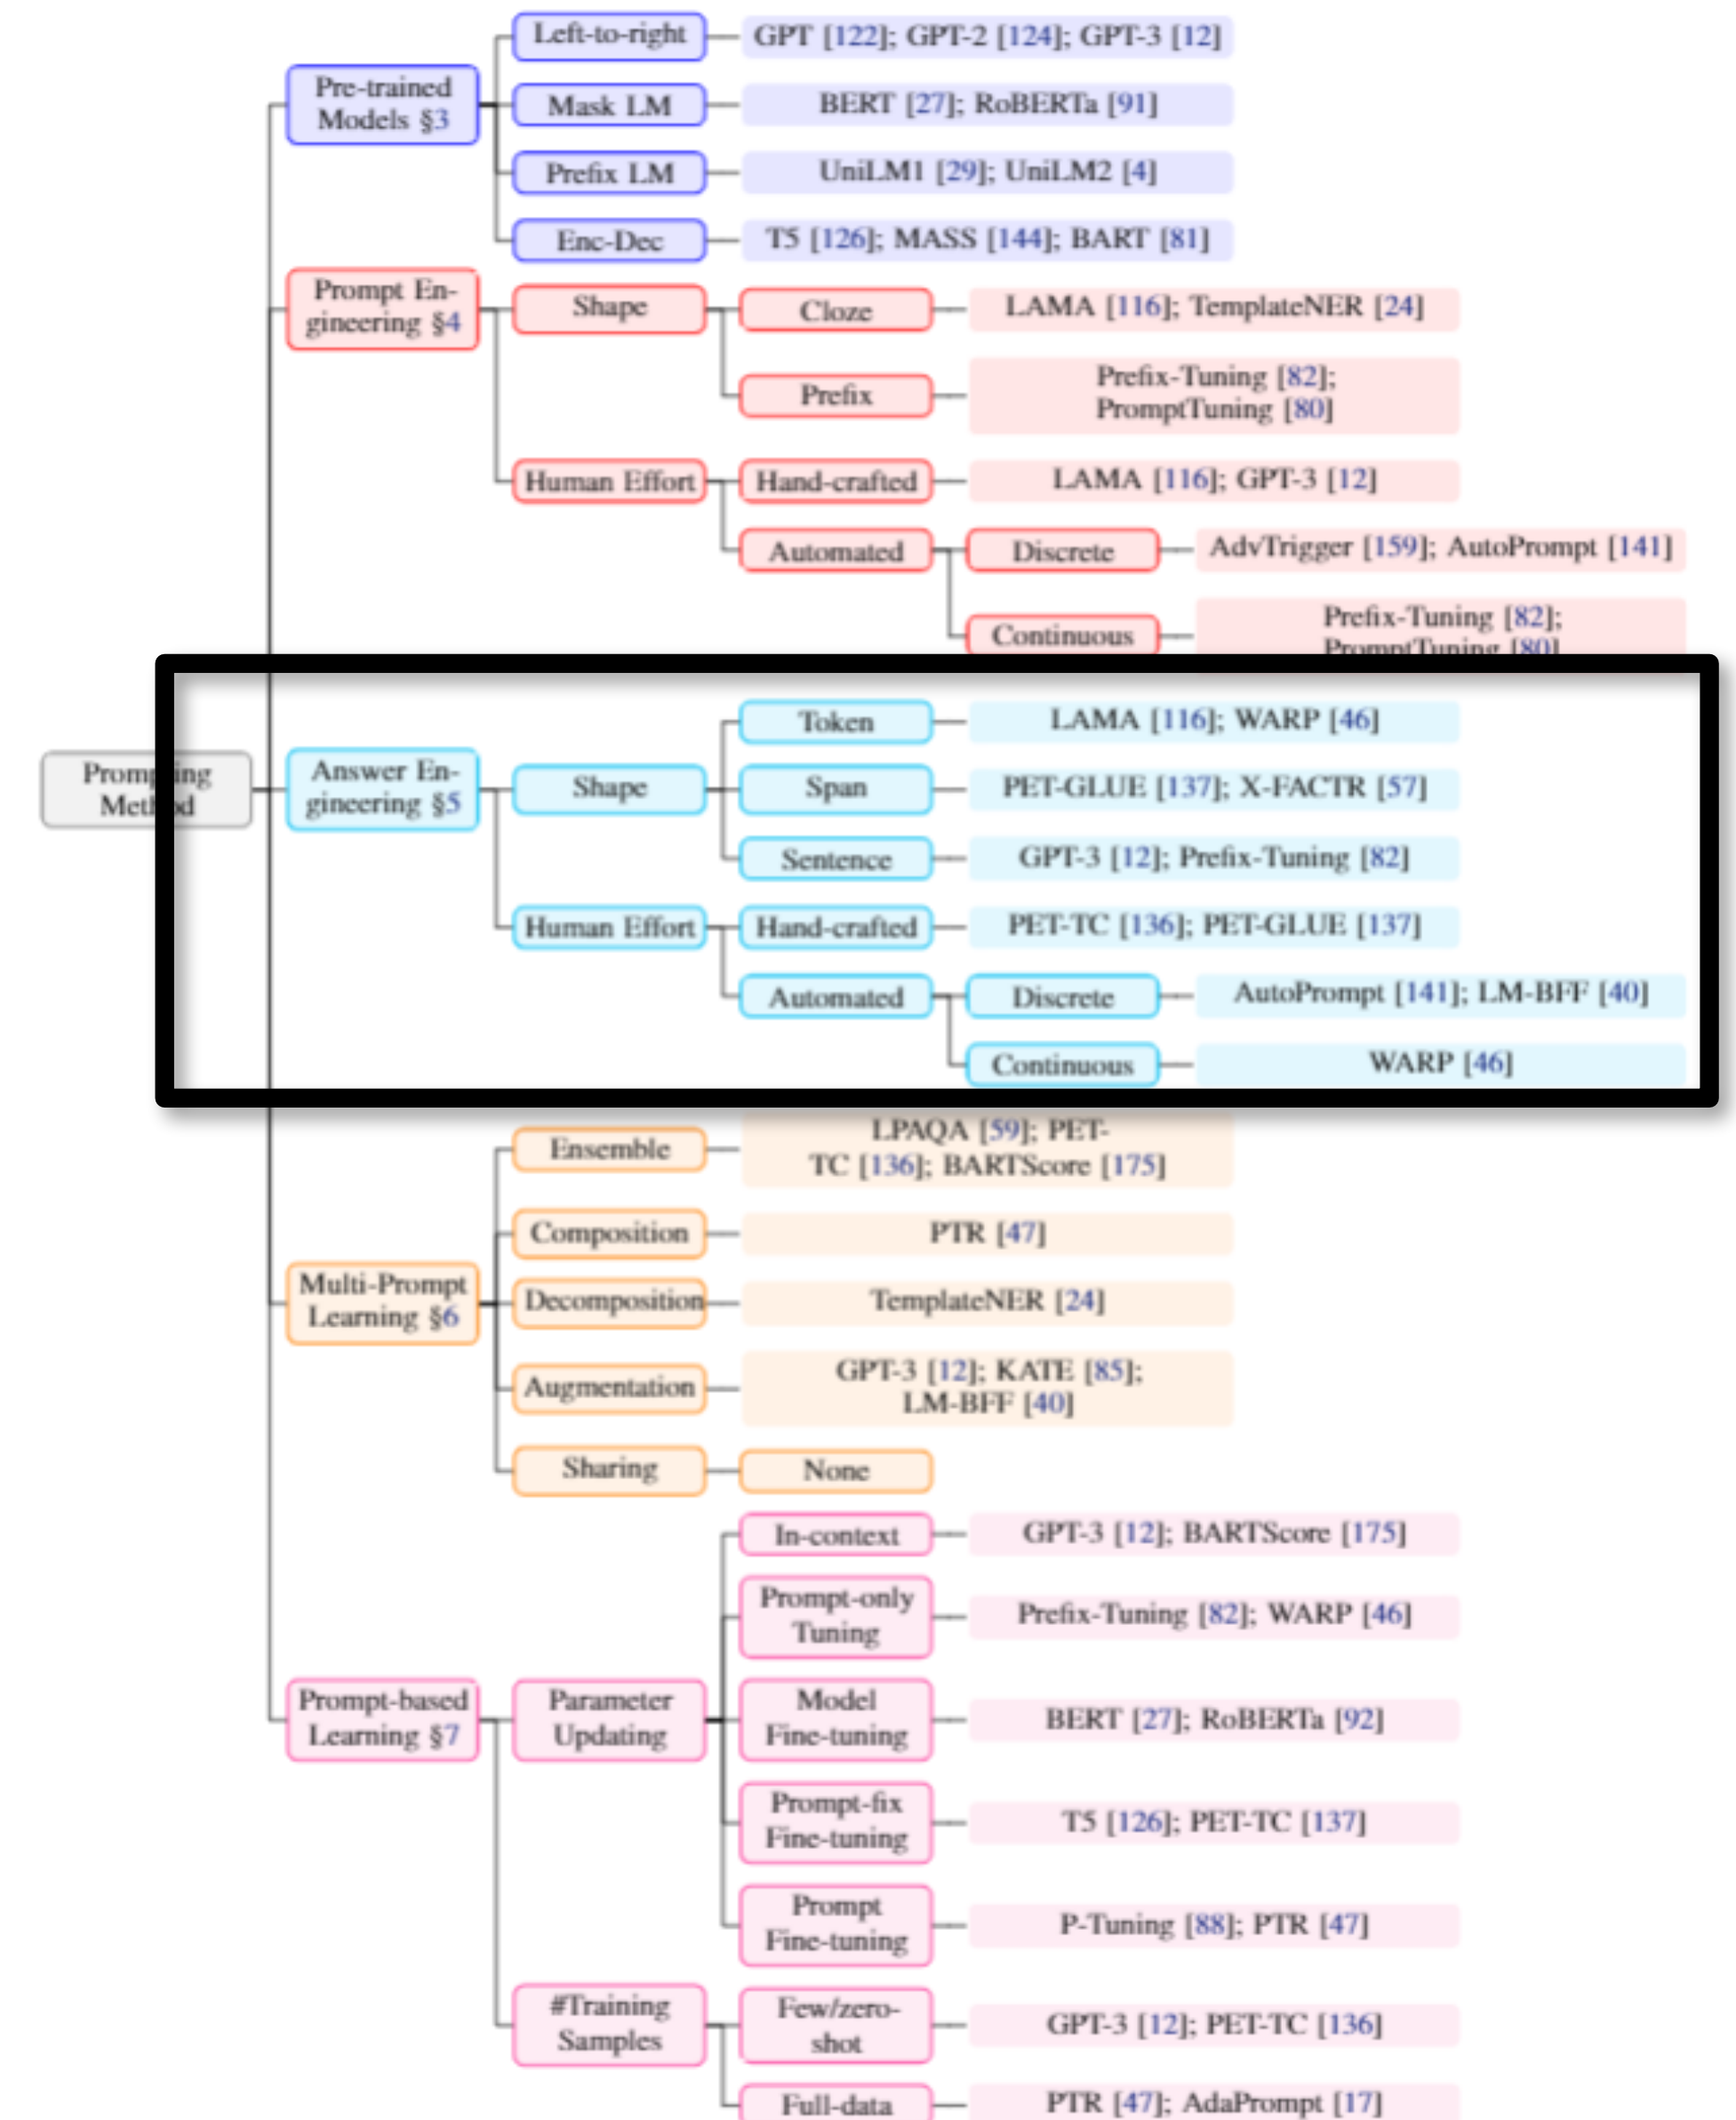 Left-to-right
GPT [122]; GPT-2 [124]; GPT-3 [12]
Pre-trained
Models §3
Mask LM
BERT [27]; RoBERTa [91]
Prefix LM
UniLM1 [29]; UniLM2 [4]
Enc-Dec
T5 [126]; MASS [144]; BART [81]
Prompt En-
gineering §4
Shape
Cloze
LAMA [116]; TemplateNER [24]
Prefix
Prefix-Tuning [82];
PromptTuning [80]
Human Effort
Hand-crafted
LAMA [116]; GPT-3 [12]
Automated
Discrete
AdvTrigger [159]; AutoPrompt [141]
Continuous
Prefix-Tuning [82];
PromptTuning [80]
Prompting
Method
Answer En-
gineering §5
Shape
Token
LAMA [116]; WARP [46]
Span
PET-GLUE [137]; X-FACTR [57]
Sentence
GPT-3 [12]; Prefix-Tuning [82]
Human Effort
Hand-crafted
PET-TC [136]; PET-GLUE [137]
Automated
Discrete
AutoPrompt [141]; LM-BFF [40]
Continuous
WARP [46]
Multi-Prompt
Learning §6
Ensemble
LPAQA [59]; PET-
TC [136]; BARTScore [175]
Composition
PTR [47]
Decomposition
TemplateNER [24]
Augmentation
GPT-3 [12]; KATE [85];
LM-BFF [40]
Sharing
None
Prompt-based
Learning §7
Parameter
Updating
In-context
GPT-3 [12]; BARTScore [175]
Prompt-only
Tuning
Prefix-Tuning [82]; WARP [46]
Model
Fine-tuning
BERT [27]; RoBERTa [92]
Prompt-fix
Fine-tuning
T5 [126]; PET-TC [137]
Prompt
Fine-tuning
P-Tuning [88]; PTR [47]
#Training
Samples
Few/zero-
shot
GPT-3 [12]; PET-TC [136]
Full-data
PTR [47]; AdaPrompt [17]